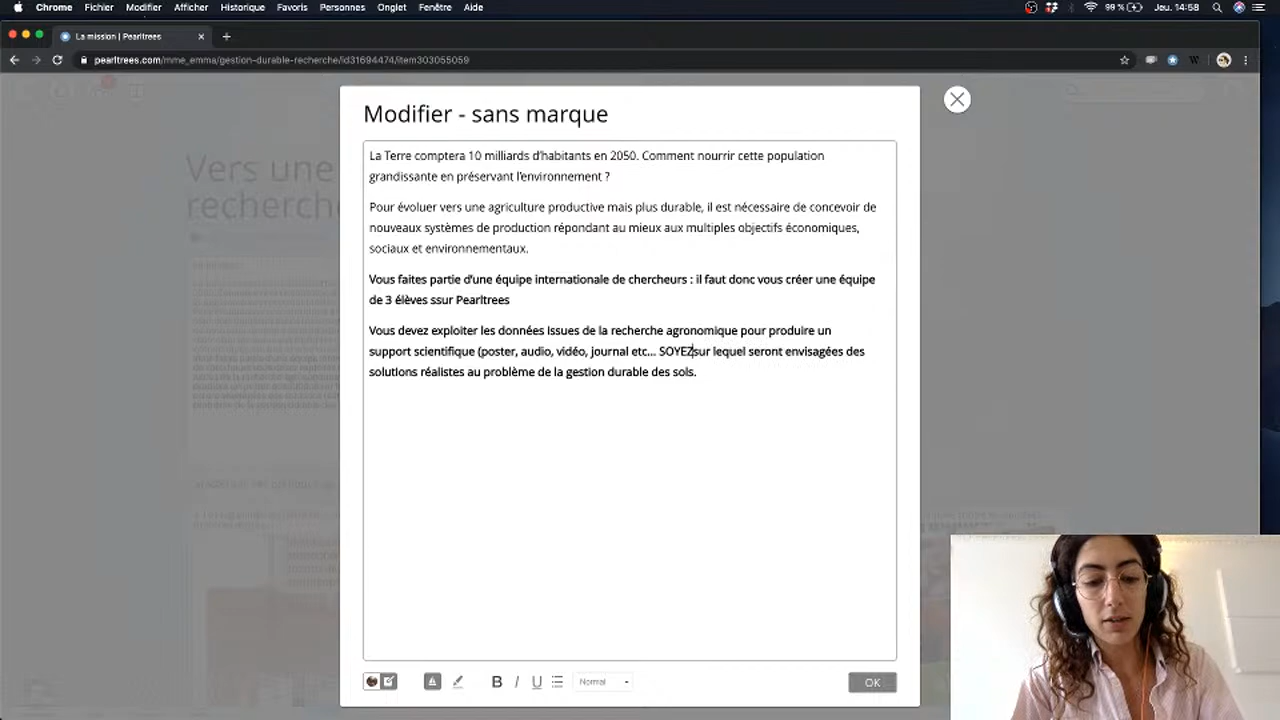 Chrome Fichier Modifier Afficher Historique Favoris Personnes Onglet Fenêtre Aide 99 % Jeu. 14:58
La mission | Pearltrees
pearltrees.com/mme_emma/gestion-durable-recherche/id31694474/item303055059
Vers une
recherche
Modifier - sans marque
La Terre comptera 10 milliards d'habitants en 2050. Comment nourrir cette population
grandissante en préservant l'environnement ?
Pour évoluer vers une agriculture productive mais plus durable, il est nécessaire de concevoir de
nouveaux systèmes de production répondant au mieux aux multiples objectifs économiques,
sociaux et environnementaux.
Vous faites partie d'une équipe internationale de chercheurs : il faut donc vous créer une équipe
de 3 élèves ssur Pearltrees
Vous devez exploiter les données issues de la recherche agronomique pour produire un
support scientifique (poster, audio, vidéo, journal etc... SOYEZsur lequel seront envisagées des
solutions réalistes au problème de la gestion durable des sols.
B I U Normal
OK